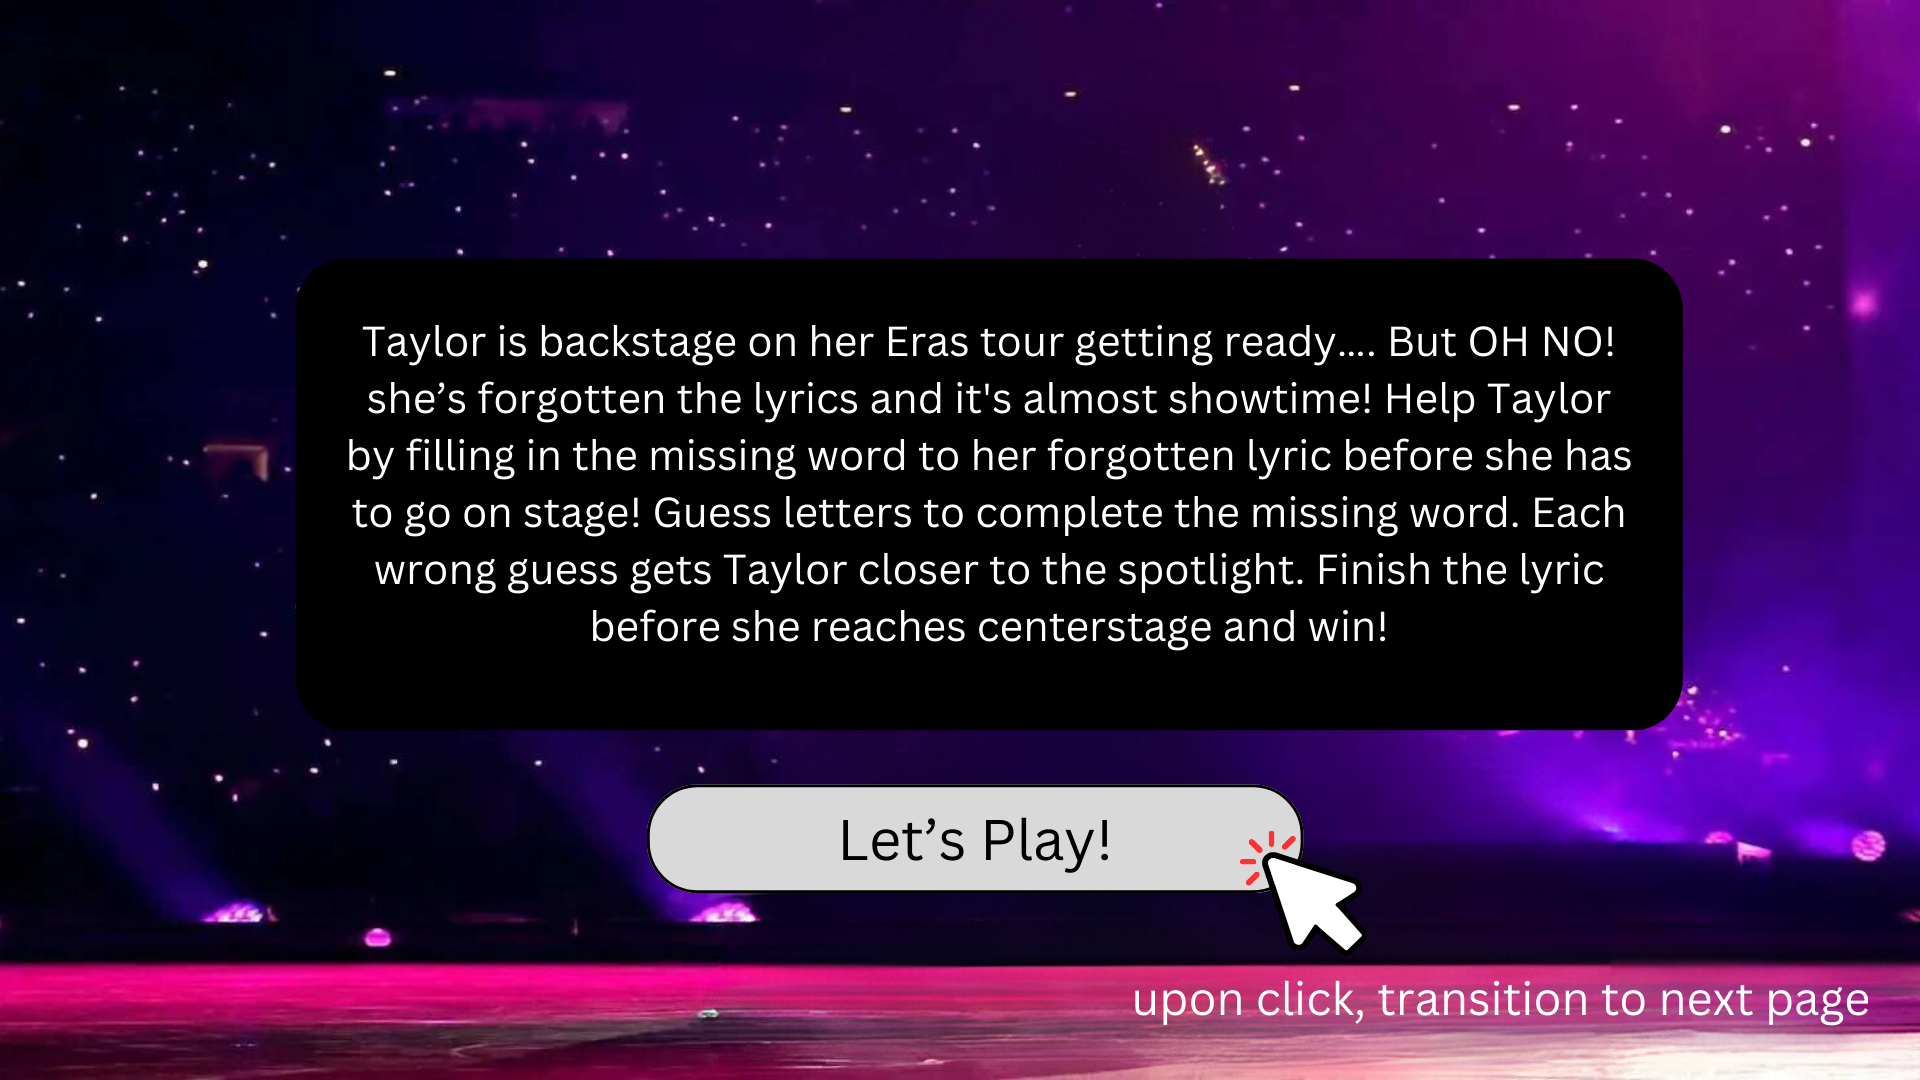 Taylor is backstage on her Eras tour getting ready.... But OH NO!
she’s forgotten the lyrics and it's almost showtime! Help Taylor
by filling in the missing word to her forgotten lyric before she has
to go on stage! Guess letters to complete the missing word. Each
wrong guess gets Taylor closer to the spotlight. Finish the lyric
before she reaches centerstage and win!
Let’s Play!
upon click, transition to next page